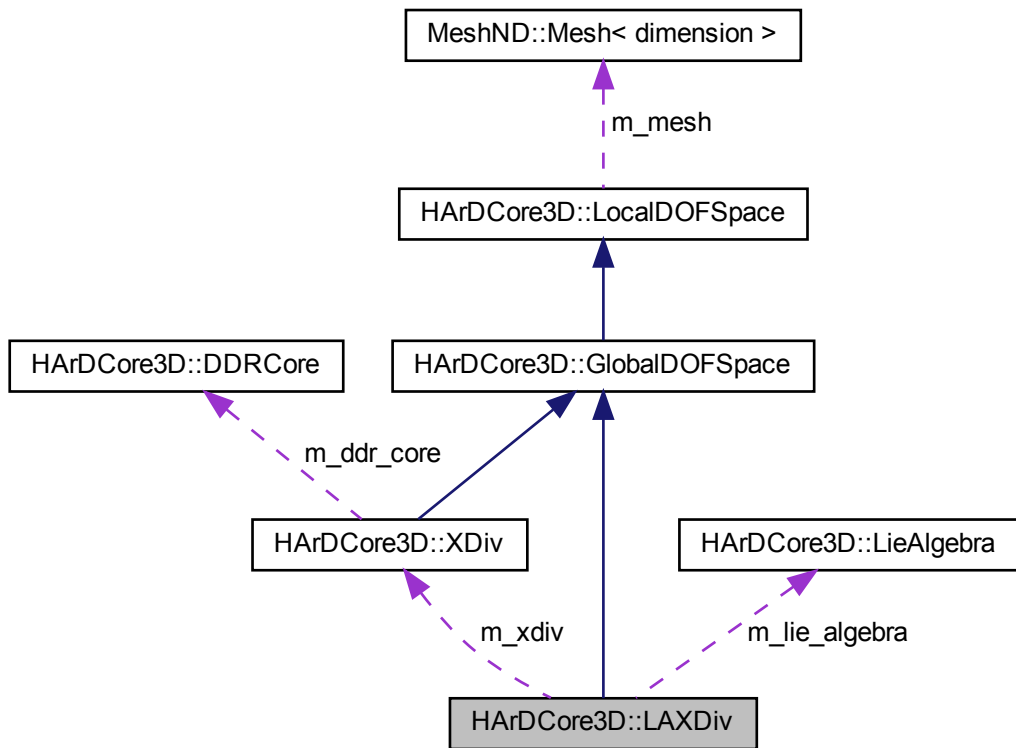 MeshND::Mesh< dimension >
m_mesh
HArDCore3D::LocalDOFSpace
HArDCore3D::DDRCore
HArDCore3D::GlobalDOFSpace
m_ddr_core
HArDCore3D::XDiv
HArDCore3D::LieAlgebra
m_xdiv
m_lie_algebra
HArDCore3D::LAXDiv